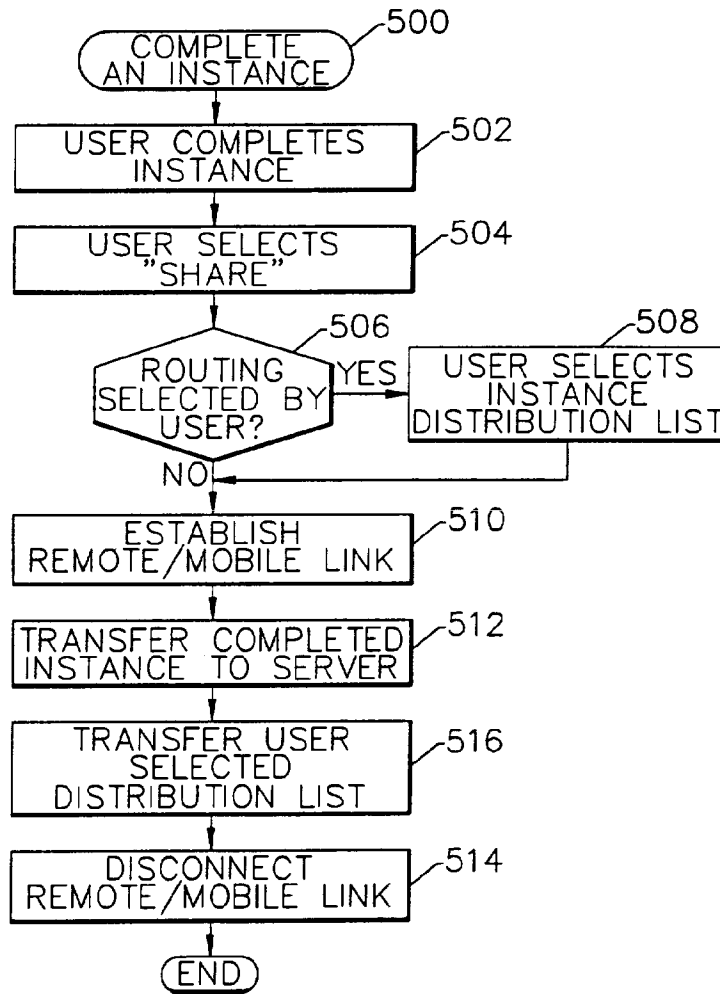 COMPLETE
AN INSTANCE
500
USER COMPLETES
INSTANCE
502
USER SELECTS
"SHARE"
504
ROUTING
SELECTED BY
USER?
506
YES
USER SELECTS
INSTANCE
DISTRIBUTION LIST
508
NO
ESTABLISH
REMOTE/MOBILE LINK
510
TRANSFER COMPLETED
INSTANCE TO SERVER
512
TRANSFER USER
SELECTED
DISTRIBUTION LIST
516
DISCONNECT
REMOTE/MOBILE LINK
514
END